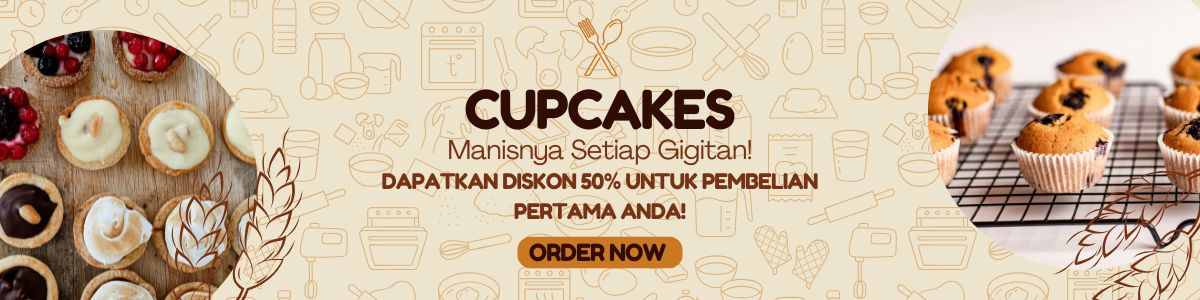 CUPCAKES
Manisnya Setiap Gigitan!
DAPATKAN DISKON 50% UNTUK PEMBELIAN
PERTAMA ANDA!
ORDER NOW